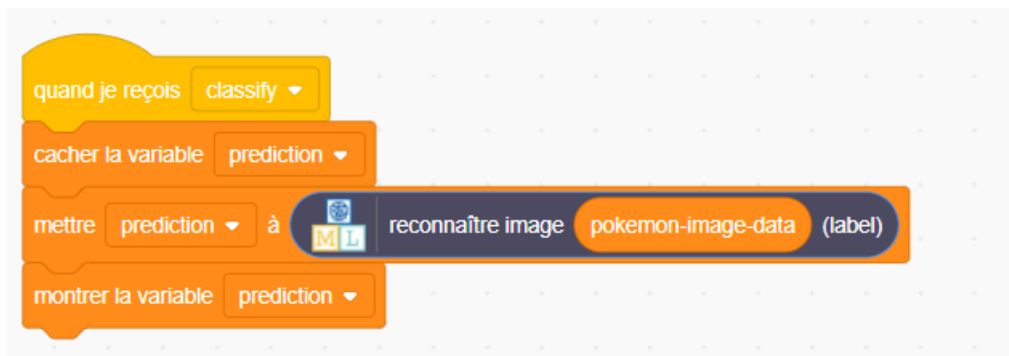 quand je reçois classify
cacher la variable prediction
mettre prediction à ML reconnaître image pokemon-image-data (label)
montrer la variable prediction